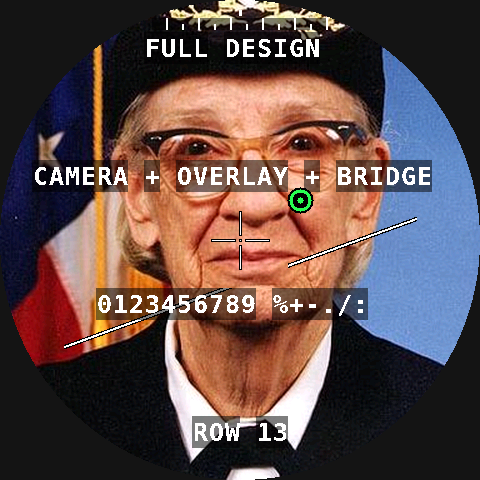 FULL DESIGN
CAMERA + OVERLAY + BRIDGE
0123456789 %+-./:
ROW 13